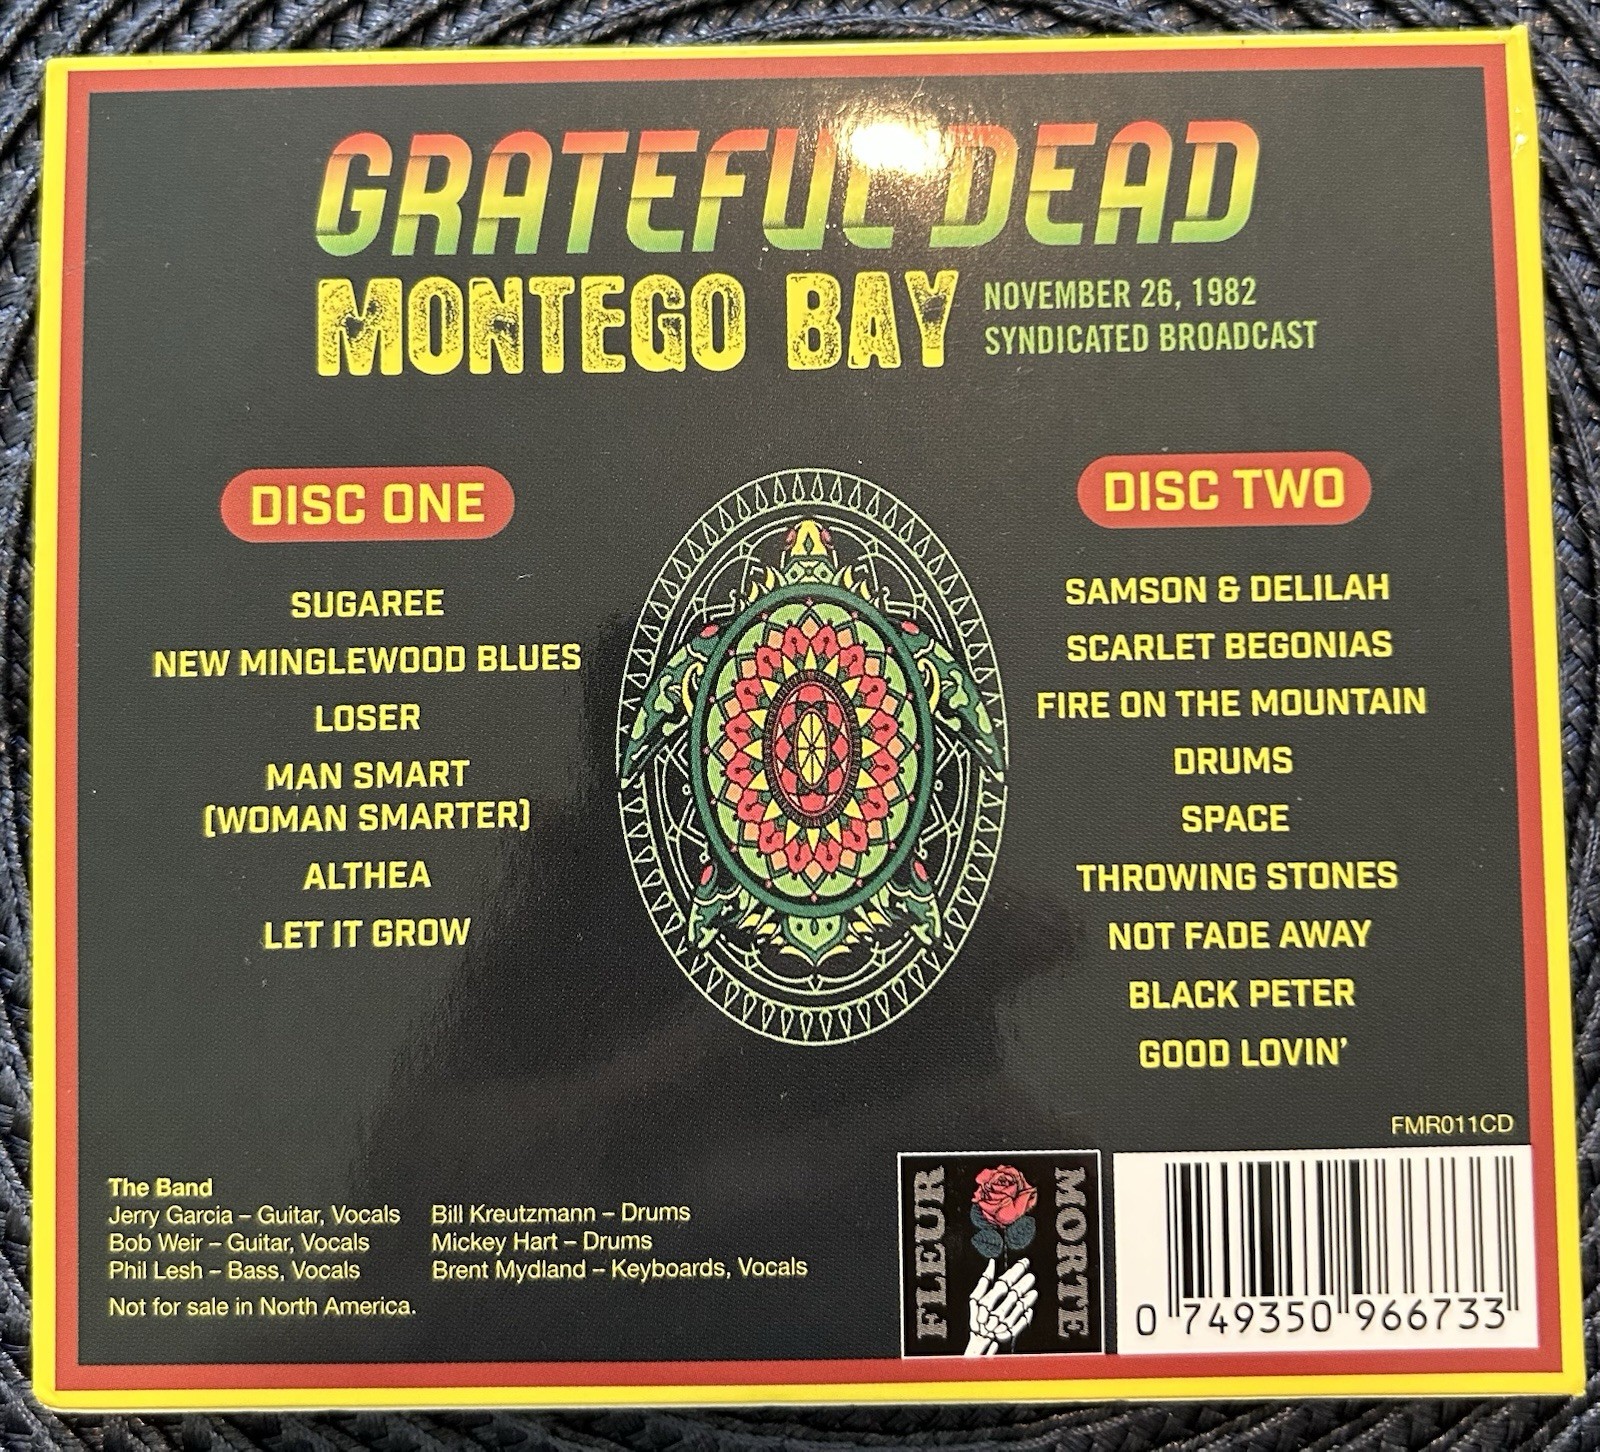 GRATEFUL DEAD
MONTEGO BAY
NOVEMBER 26, 1982
SYNDICATED BROADCAST
DISC ONE
SUGAREE
NEW MINGLEWOOD BLUES
LOSER
MAN SMART
(WOMAN SMARTER)
ALTHEA
LET IT GROW
DISC TWO
SAMSON & DELILAH
SCARLET BEGONIAS
FIRE ON THE MOUNTAIN
DRUMS
SPACE
THROWING STONES
NOT FADE AWAY
BLACK PETER
GOOD LOVIN'
The Band
Jerry Garcia – Guitar, Vocals
Bob Weir – Guitar, Vocals
Phil Lesh – Bass, Vocals
Bill Kreutzmann – Drums
Mickey Hart – Drums
Brent Mydland – Keyboards, Vocals
Not for sale in North America.
FLEUR
MORTE
FMR011CD
0 749350 966733